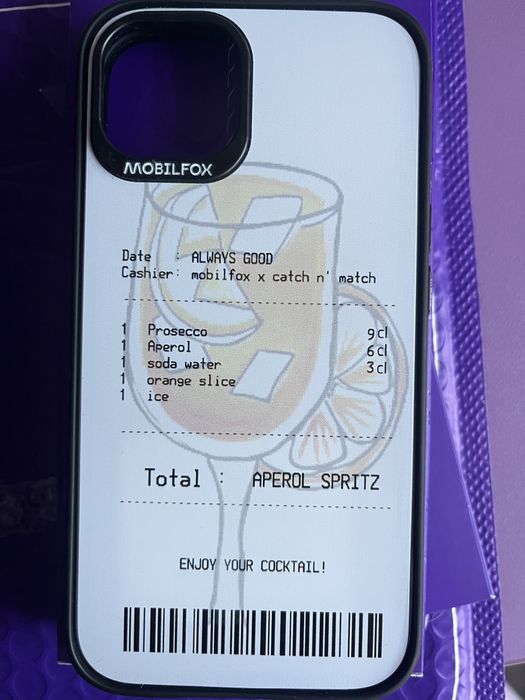 MOBILFOX
Date : ALWAYS GOOD
Cashier: mobilfox x catch n' match
1 Prosecco 9cl
1 Aperol 6cl
1 soda water 3cl
1 orange slice
1 ice
Total : APEROL SPRITZ
ENJOY YOUR COCKTAIL!